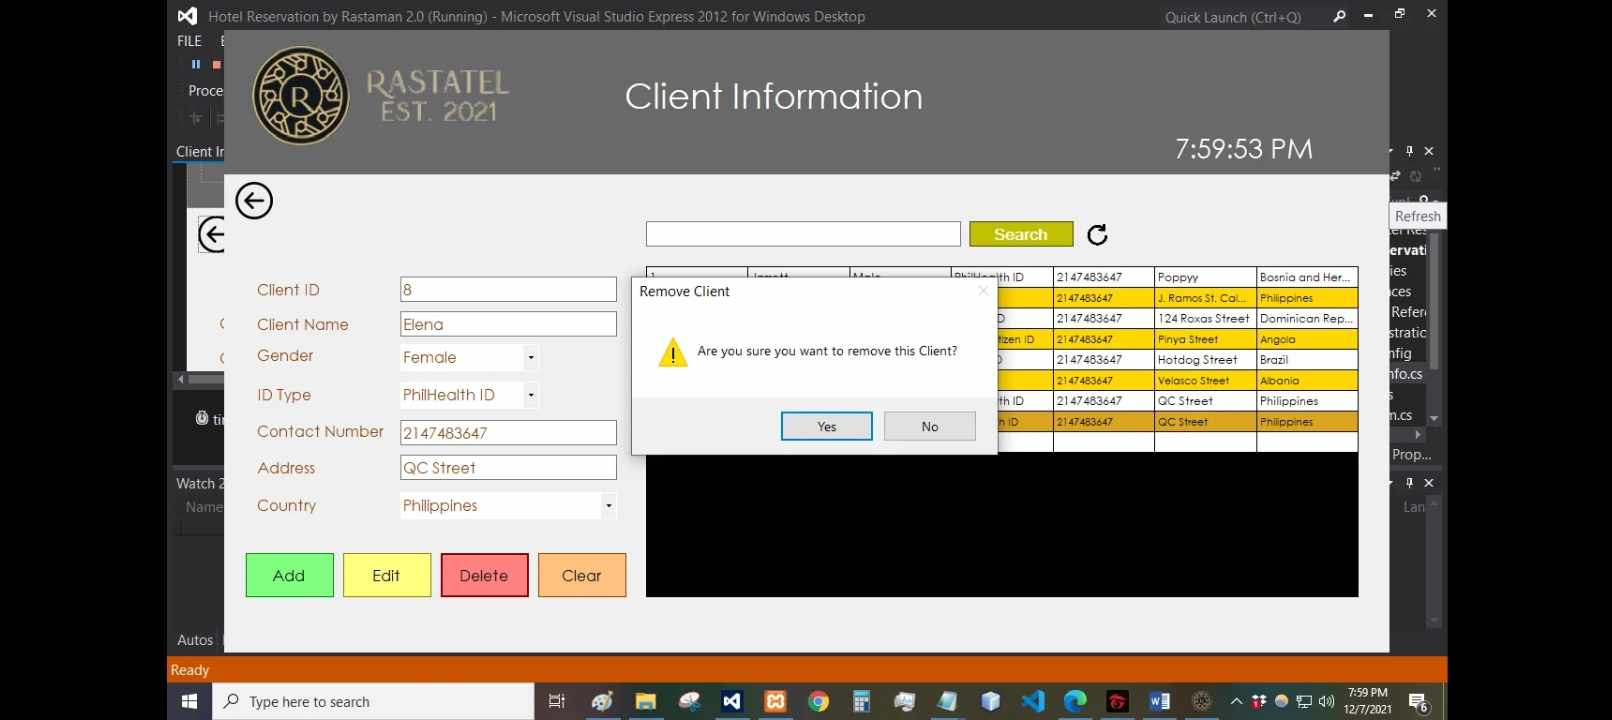 Hotel Reservation by Rastaman 2.0 (Running) - Microsoft Visual Studio Express 2012 for Windows Desktop
Quick Launch (Ctrl+Q)
FILE
RASTATEL
EST. 2021
R
Client Information
7:59:53 PM
Proce
Client In
Refresh
Search
Client ID
8
Client Name
Elena
Gender
Female
ID Type
PhilHealth ID
Contact Number
2147483647
Address
QC Street
Country
Philippines
PhilHealth ID 2147483647 Poppyy Bosnia and Her...
2147483647 J. Ramos St. Cal... Philippines
D 2147483647 124 Roxas Street Dominican Rep...
tizen ID 2147483647 Pinya Street Angola
2147483647 Hotdog Street Brazil
2147483647 Velasco Street Albania
th ID 2147483647 QC Street Philippines
h ID 2147483647 QC Street Philippines
Remove Client
Are you sure you want to remove this Client?
Yes
No
Add
Edit
Delete
Clear
ervati
ies
nces
Refere
stratio
nfig
nfo.cs
m.cs
Prop...
tin
Watch 2
Name
Lan
Autos
Ready
Type here to search
7:59 PM
12/7/2021
6